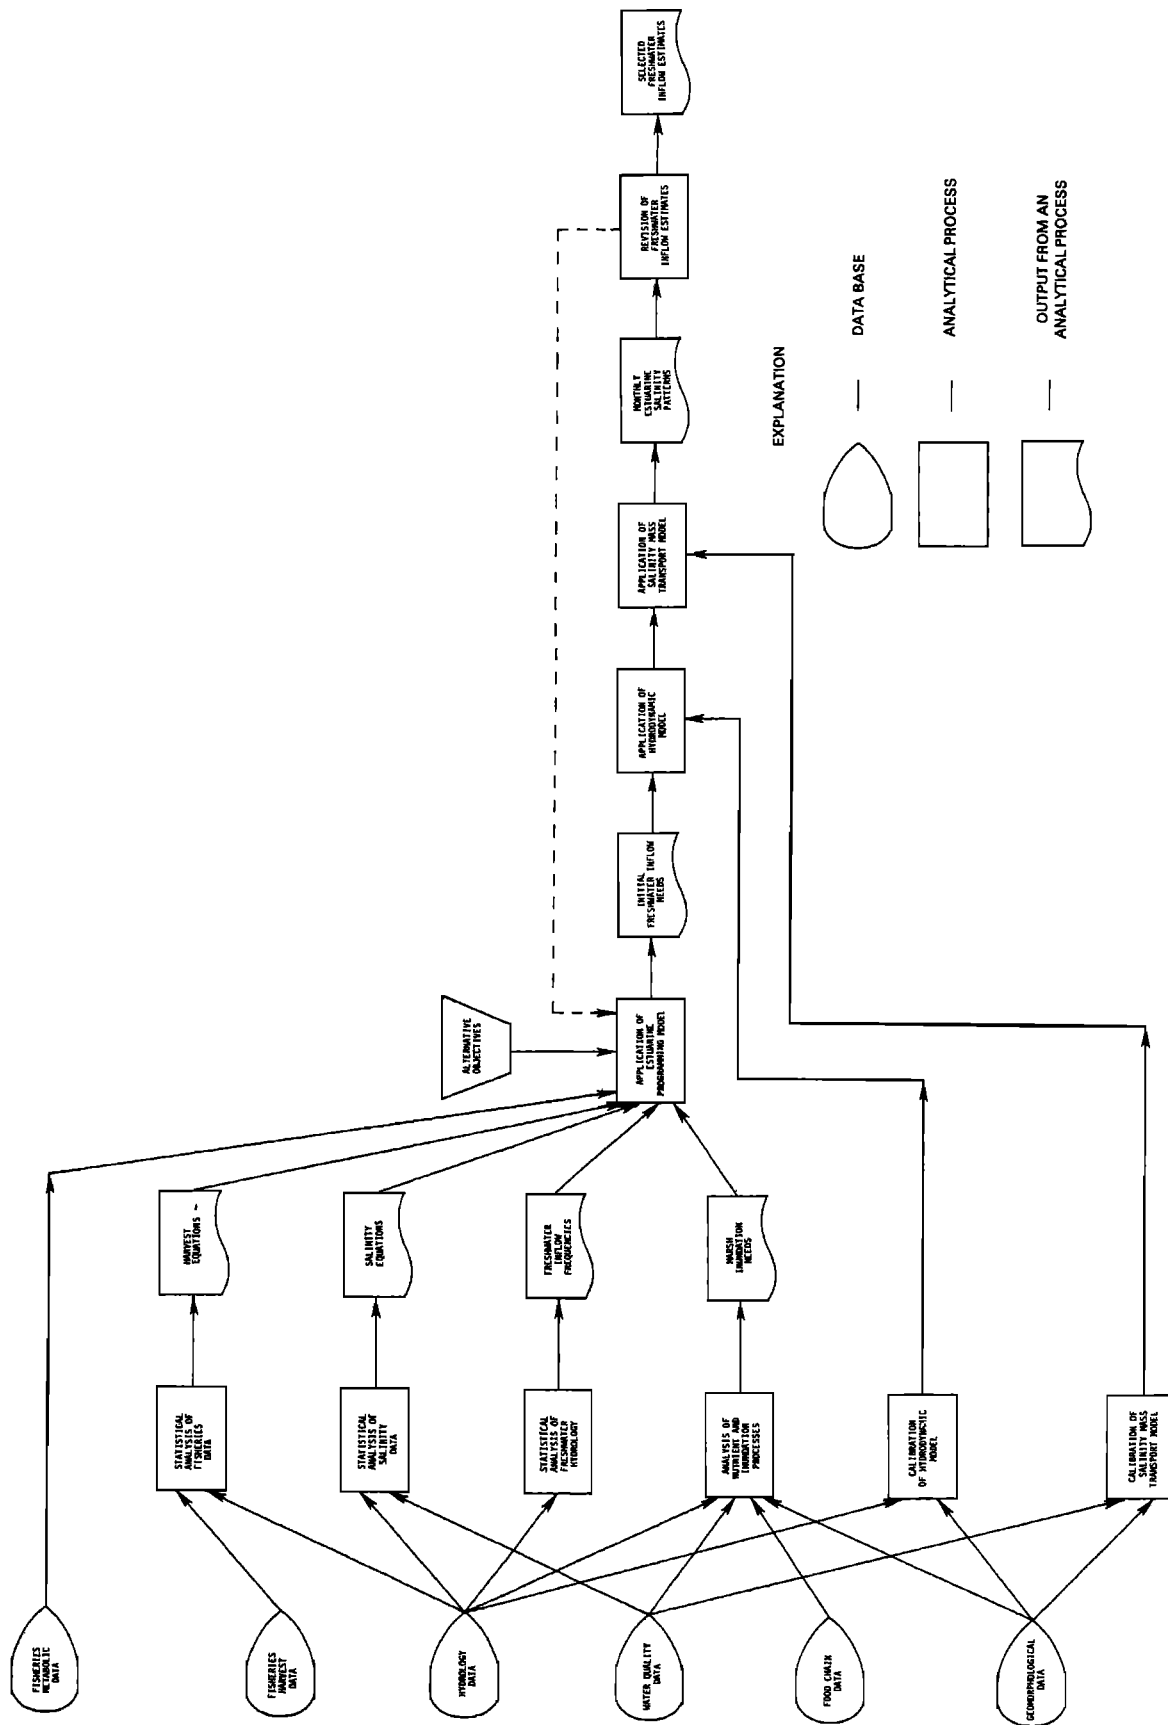 FISHERIES
METABOLIC
DATA
FISHERIES
HARVEST
DATA
HYDROLOGY
DATA
WATER QUALITY
DATA
FOOD CHAIN
DATA
GEOMORPHOLOGICAL
DATA
STATISTICAL
ANALYSIS OF
FISHERIES
DATA
STATISTICAL
ANALYSIS OF
SALINITY
DATA
STATISTICAL
ANALYSIS OF
FRESHWATER
HYDROLOGY
ANALYSIS OF
NUTRIENT AND
INUNDATION
PROCESSES
CALIBRATION
OF HYDRODYNAMIC
MODEL
CALIBRATION OF
SALINITY MASS
TRANSPORT MODEL
HARVEST
EQUATIONS
SALINITY
EQUATIONS
FRESHWATER
INFLOW
FREQUENCIES
MARSH
INUNDATION
NEEDS
ALTERNATIVE
OBJECTIVES
APPLICATION OF
ESTUARINE
PROGRAMMING MODEL
INITIAL
FRESHWATER INFLOW
NEEDS
APPLICATION OF
HYDRODYNAMIC
MODEL
APPLICATION OF
SALINITY MASS
TRANSPORT MODEL
MONTHLY
ESTUARINE
SALINITY
PATTERNS
REVISION OF
FRESHWATER
INFLOW ESTIMATES
SELECTED
FRESHWATER
INFLOW ESTIMATES
EXPLANATION
— DATA BASE
— ANALYTICAL PROCESS
— OUTPUT FROM AN
ANALYTICAL PROCESS